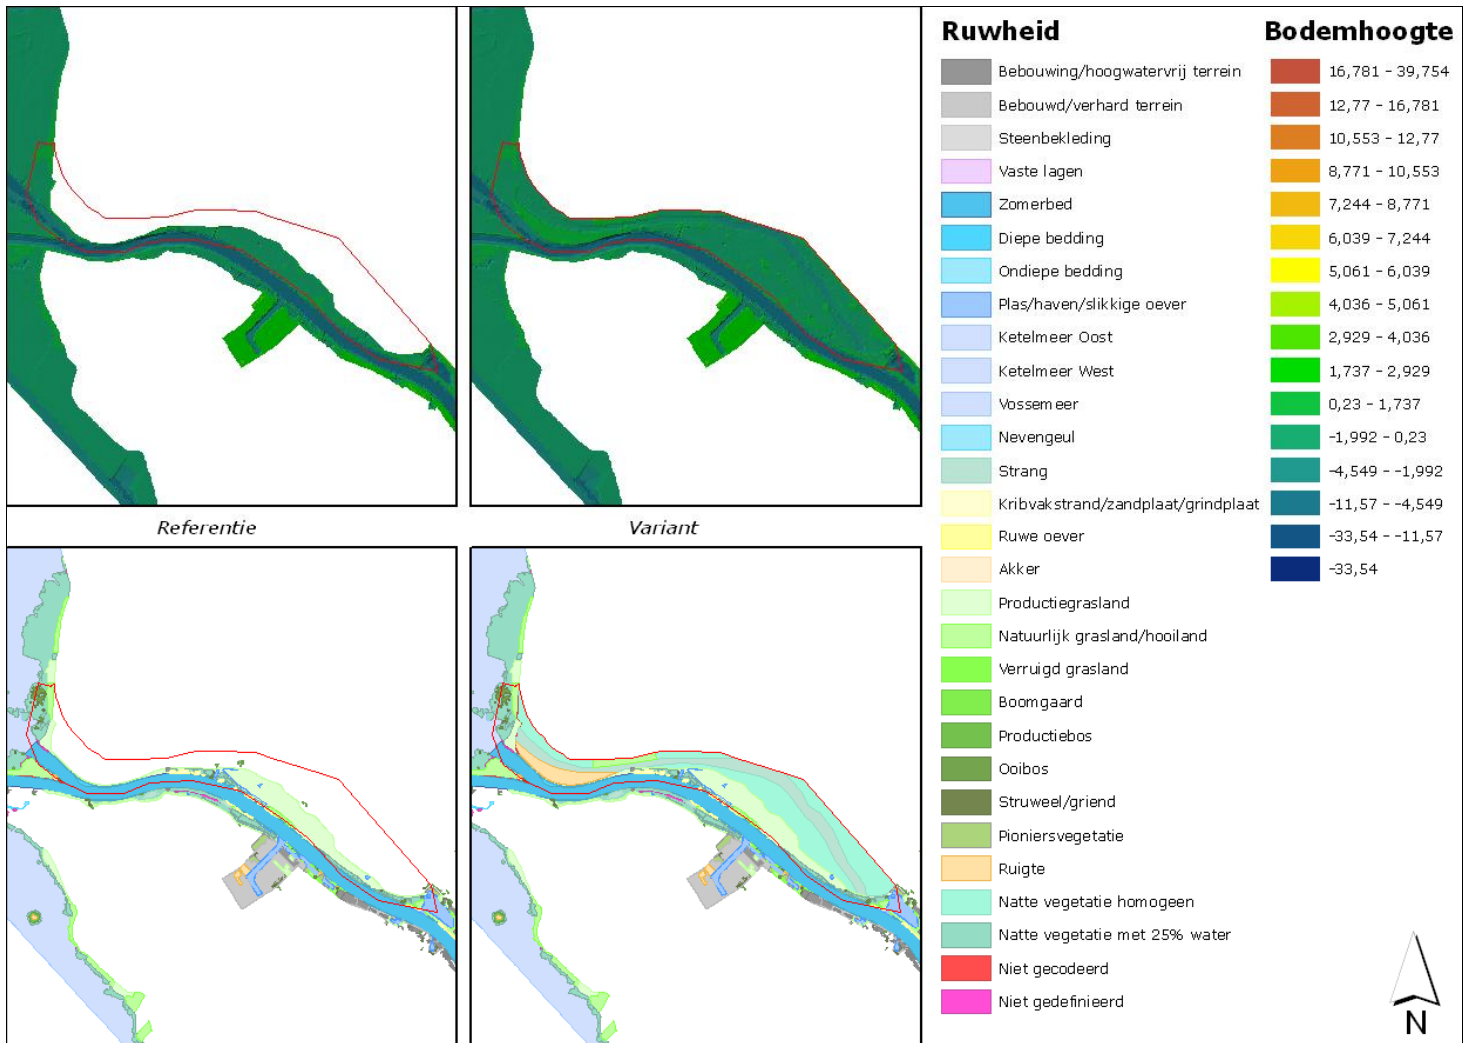 Referentie
Variant
Ruwheid
Bebouwing/hoogwatervrij terrein
Bebouwd/verhard terrein
Steenbekleding
Vaste lagen
Zomerbed
Diepe bedding
Ondiepe bedding
Plas/haven/slikkige oever
Ketelmeer Oost
Ketelmeer West
Vossemeer
Nevengeul
Strang
Kribvakstrand/zandplaat/grindplaat
Ruwe oever
Akker
Productiegrasland
Natuurlijk grasland/hooiland
Verruigd grasland
Boomgaard
Productiebos
Ooibos
Struweel/griend
Pioniersvegetatie
Ruigte
Natte vegetatie homogeen
Natte vegetatie met 25% water
Niet gecodeerd
Niet gedefinieerd
Bodemhoogte
16,781 - 39,754
12,77 - 16,781
10,553 - 12,77
8,771 - 10,553
7,244 - 8,771
6,039 - 7,244
5,061 - 6,039
4,036 - 5,061
2,929 - 4,036
1,737 - 2,929
0,23 - 1,737
-1,992 - 0,23
-4,549 - -1,992
-11,57 - -4,549
-33,54 - -11,57
-33,54
N